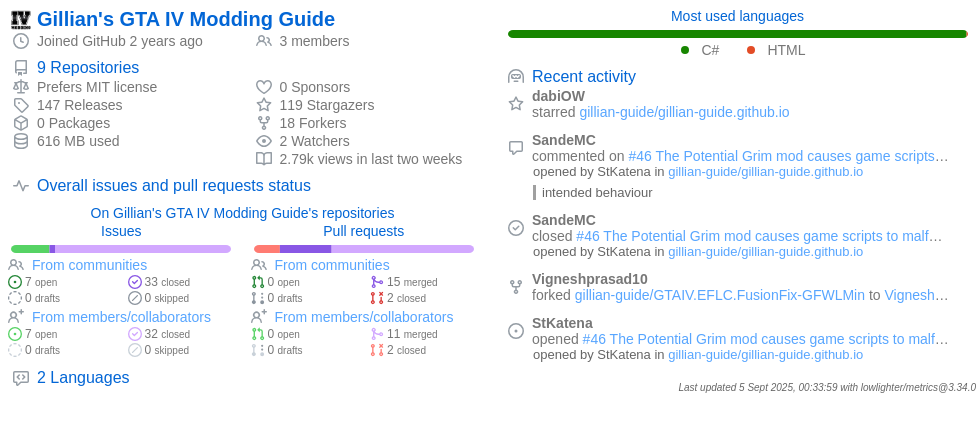 Gillian's GTA IV Modding Guide
Joined GitHub 2 years ago
3 members
9 Repositories
Prefers MIT license
147 Releases
0 Packages
616 MB used
0 Sponsors
119 Stargazers
18 Forkers
2 Watchers
2.79k views in last two weeks
Overall issues and pull requests status
On Gillian's GTA IV Modding Guide's repositories
Issues
From communities
7 open
33 closed
0 drafts
0 skipped
From members/collaborators
7 open
32 closed
0 drafts
0 skipped
Pull requests
From communities
0 open
15 merged
0 drafts
2 closed
From members/collaborators
0 open
11 merged
0 drafts
2 closed
2 Languages
Most used languages
C#
HTML
Recent activity
dabiOW
starred gillian-guide/gillian-guide.github.io
SandeMC
commented on #46 The Potential Grim mod causes game scripts…
opened by StKatena in gillian-guide/gillian-guide.github.io
intended behaviour
SandeMC
closed #46 The Potential Grim mod causes game scripts to malf…
opened by StKatena in gillian-guide/gillian-guide.github.io
Vigneshprasad10
forked gillian-guide/GTAIV.EFLC.FusionFix-GFWLMin to Vignesh…
StKatena
opened #46 The Potential Grim mod causes game scripts to malf…
opened by StKatena in gillian-guide/gillian-guide.github.io
Last updated 5 Sept 2025, 00:33:59 with lowlighter/metrics@3.34.0